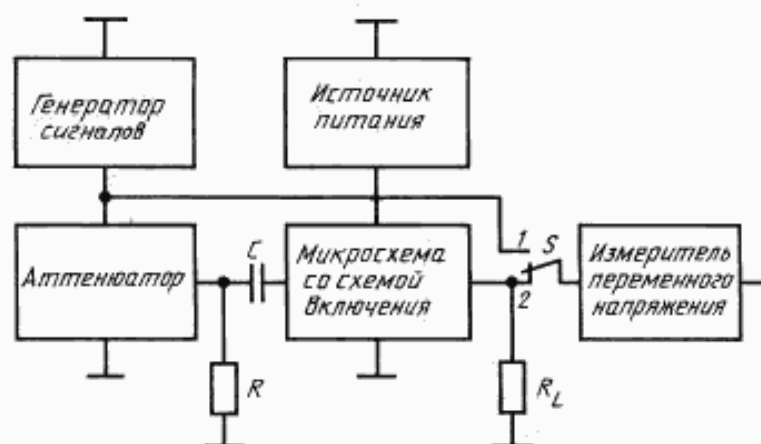 Генератор
сигналов
Источник
питания
Аттенюатор
C
Микросхема
со схемой
включения
1
S
2
Измеритель
переменного
напряжения
R
R_L